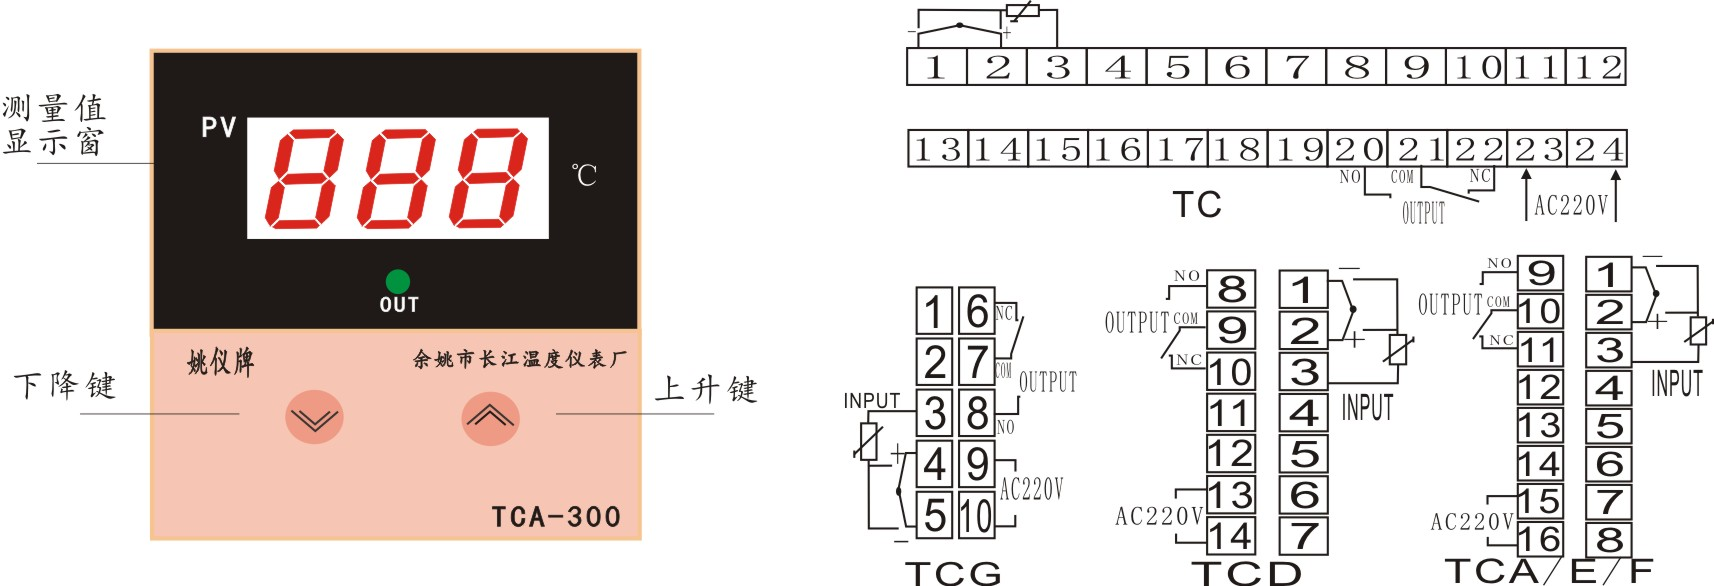 测量值
显示窗
PV
888
℃
OUT
姚仪牌
余姚市长江温度仪表厂
下降键
上升键
TCA-300
- +
1 2 3 4 5 6 7 8 9 10 11 12
13 14 15 16 17 18 19 20 21 22 23 24
NO COM NC
OUTPUT
AC220V
TC
1 6 NC
2 7 COM
OUTPUT
INPUT
3 8 NO
+ 4 9
AC220V
- 5 10
TCG
NO 8 1 -
OUTPUT COM 9 2 +
NC 10 3
INPUT
11 4
12 5
13 6
AC220V
14 7
TCD
NO 9 1 -
OUTPUT COM 10 2 +
NC 11 3
INPUT
12 4
13 5
14 6
15 7
AC220V
16 8
TCA/E/F